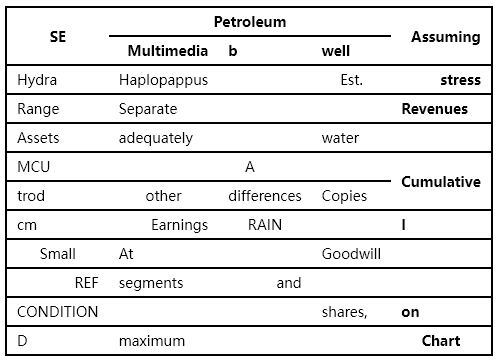 SE Petroleum Assuming
Multimedia b well
Hydra Haplopappus Est. stress
Range Separate Revenues
Assets adequately water
MCU A
Cumulative
trod other differences Copies
cm Earnings RAIN I
Small At Goodwill
REF segments and
CONDITION shares, on
D maximum Chart